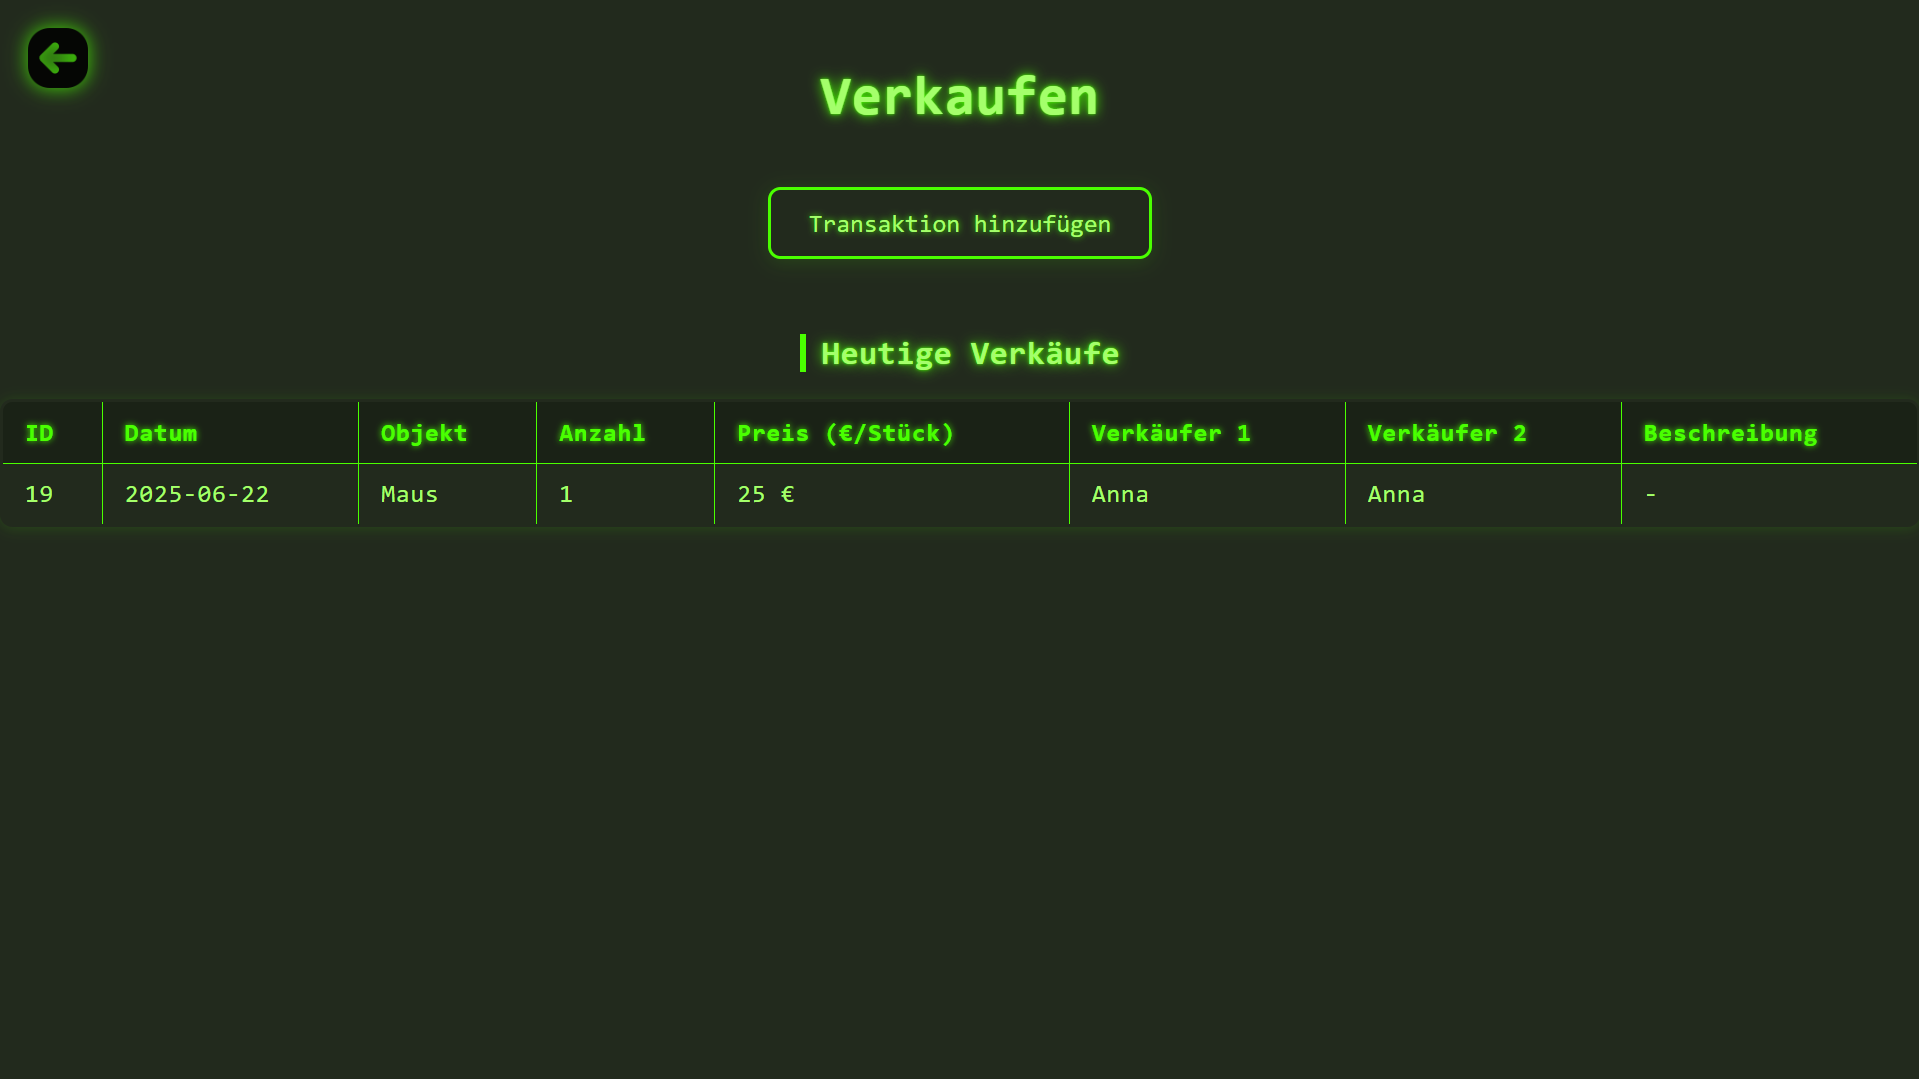 Verkaufen
Transaktion hinzufügen
Heutige Verkäufe
ID Datum Objekt Anzahl Preis (€/Stück) Verkäufer 1 Verkäufer 2 Beschreibung
19 2025-06-22 Maus 1 25 € Anna Anna -